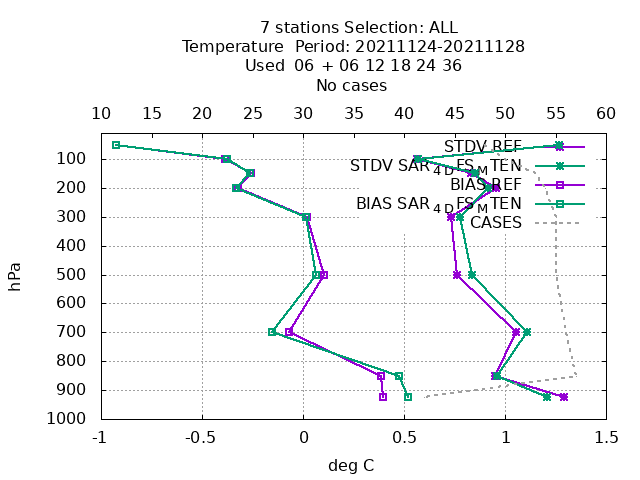 7 stations Selection: ALL
Temperature Period: 20211124-20211128
Used 06 + 06 12 18 24 36
No cases
10 15 20 25 30 35 40 45 50 55 60
100
200
300
400
500
600
700
800
900
1000
hPa
STDV REF
STDV SAR4DFSMTEN
BIAS REF
BIAS SAR4DFSMTEN
CASES
-1 -0.5 0 0.5 1 1.5
deg C